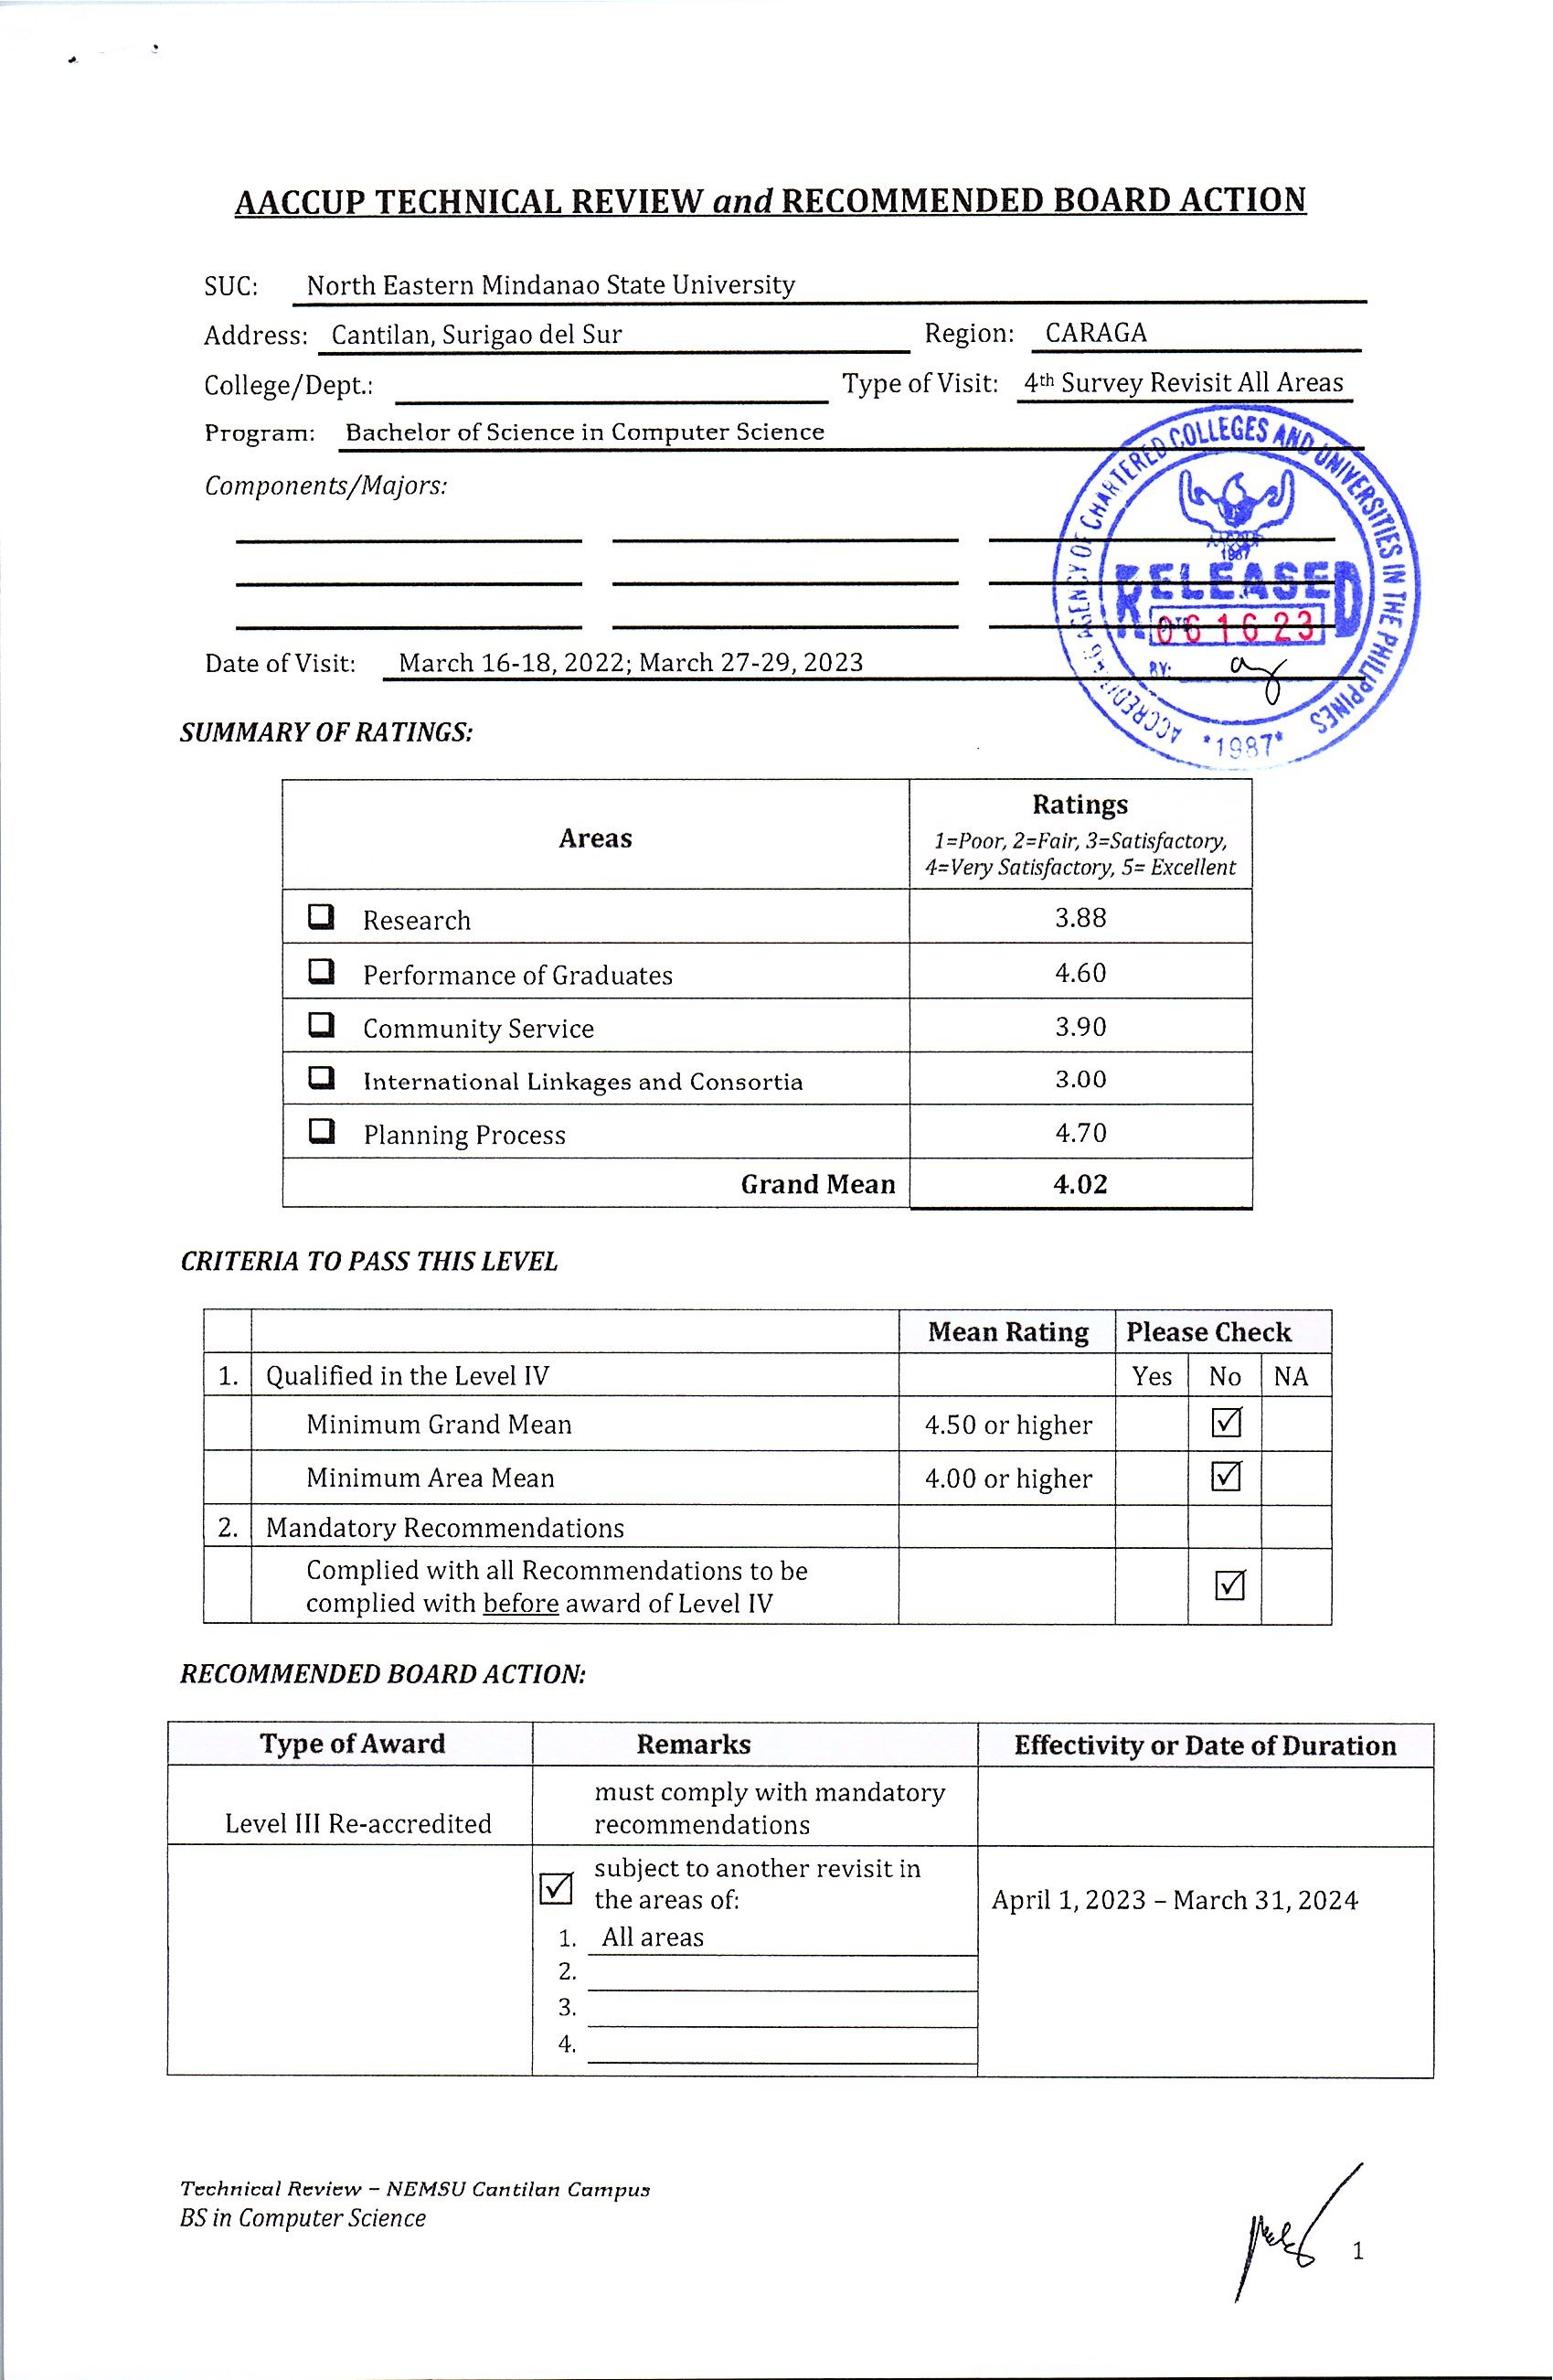 AACCUP TECHNICAL REVIEW and RECOMMENDED BOARD ACTION
SUC: North Eastern Mindanao State University
Address: Cantilan, Surigao del Sur Region: CARAGA
College/Dept.: Type of Visit: 4th Survey Revisit All Areas
Program: Bachelor of Science in Computer Science
Components/Majors:
ACCREDITING AGENCY OF CHARTERED COLLEGES AND UNIVERSITIES IN THE PHILIPPINES
1987
RELEASED
06 16 23
BY:
*1987*
Date of Visit: March 16-18, 2022; March 27-29, 2023
SUMMARY OF RATINGS:
Areas
Ratings
1=Poor, 2=Fair, 3=Satisfactory,
4=Very Satisfactory, 5= Excellent
Research 3.88
Performance of Graduates 4.60
Community Service 3.90
International Linkages and Consortia 3.00
Planning Process 4.70
Grand Mean 4.02
CRITERIA TO PASS THIS LEVEL
Mean Rating Please Check
1. Qualified in the Level IV Yes No NA
Minimum Grand Mean 4.50 or higher ☑
Minimum Area Mean 4.00 or higher ☑
2. Mandatory Recommendations
Complied with all Recommendations to be
complied with before award of Level IV ☑
RECOMMENDED BOARD ACTION:
Type of Award Remarks Effectivity or Date of Duration
Level III Re-accredited
must comply with mandatory
recommendations
☑ subject to another revisit in
the areas of:
April 1, 2023 – March 31, 2024
1. All areas
2.
3.
4.
Technical Review – NEMSU Cantilan Campus
BS in Computer Science
1